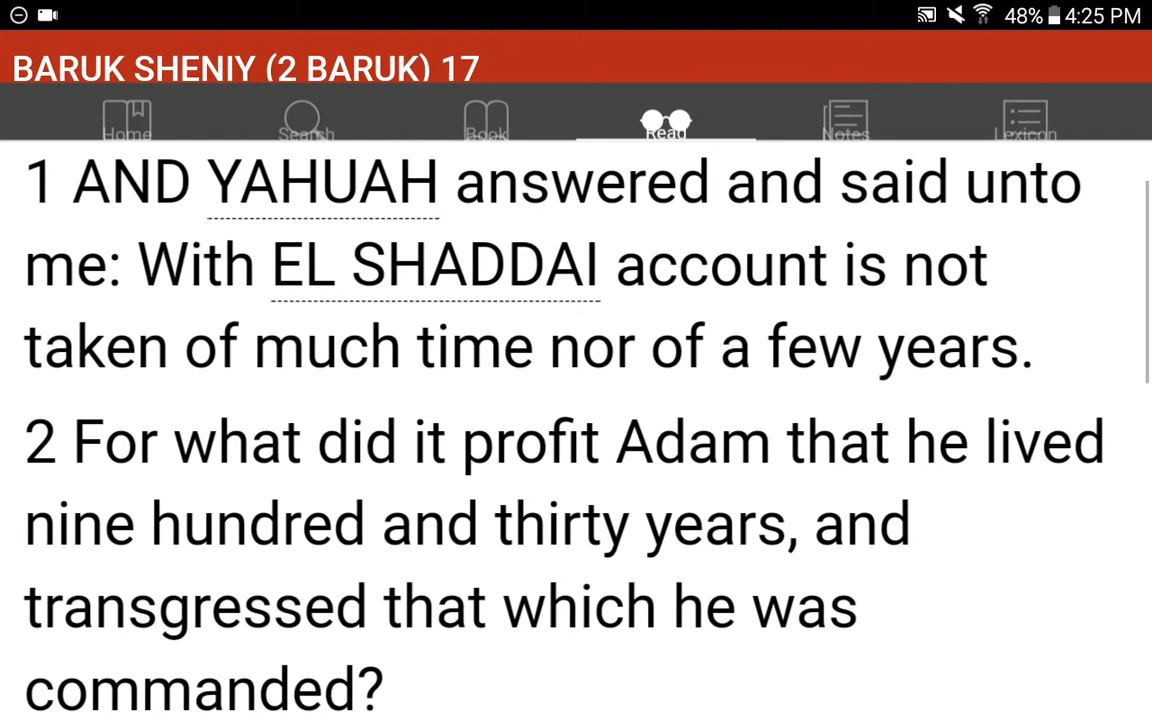 48% 4:25 PM
BARUK SHENIY (2 BARUK) 17
Home Search Book Read Notes Lexicon
1 AND YAHUAH answered and said unto
me: With EL SHADDAI account is not
taken of much time nor of a few years.
2 For what did it profit Adam that he lived
nine hundred and thirty years, and
transgressed that which he was
commanded?